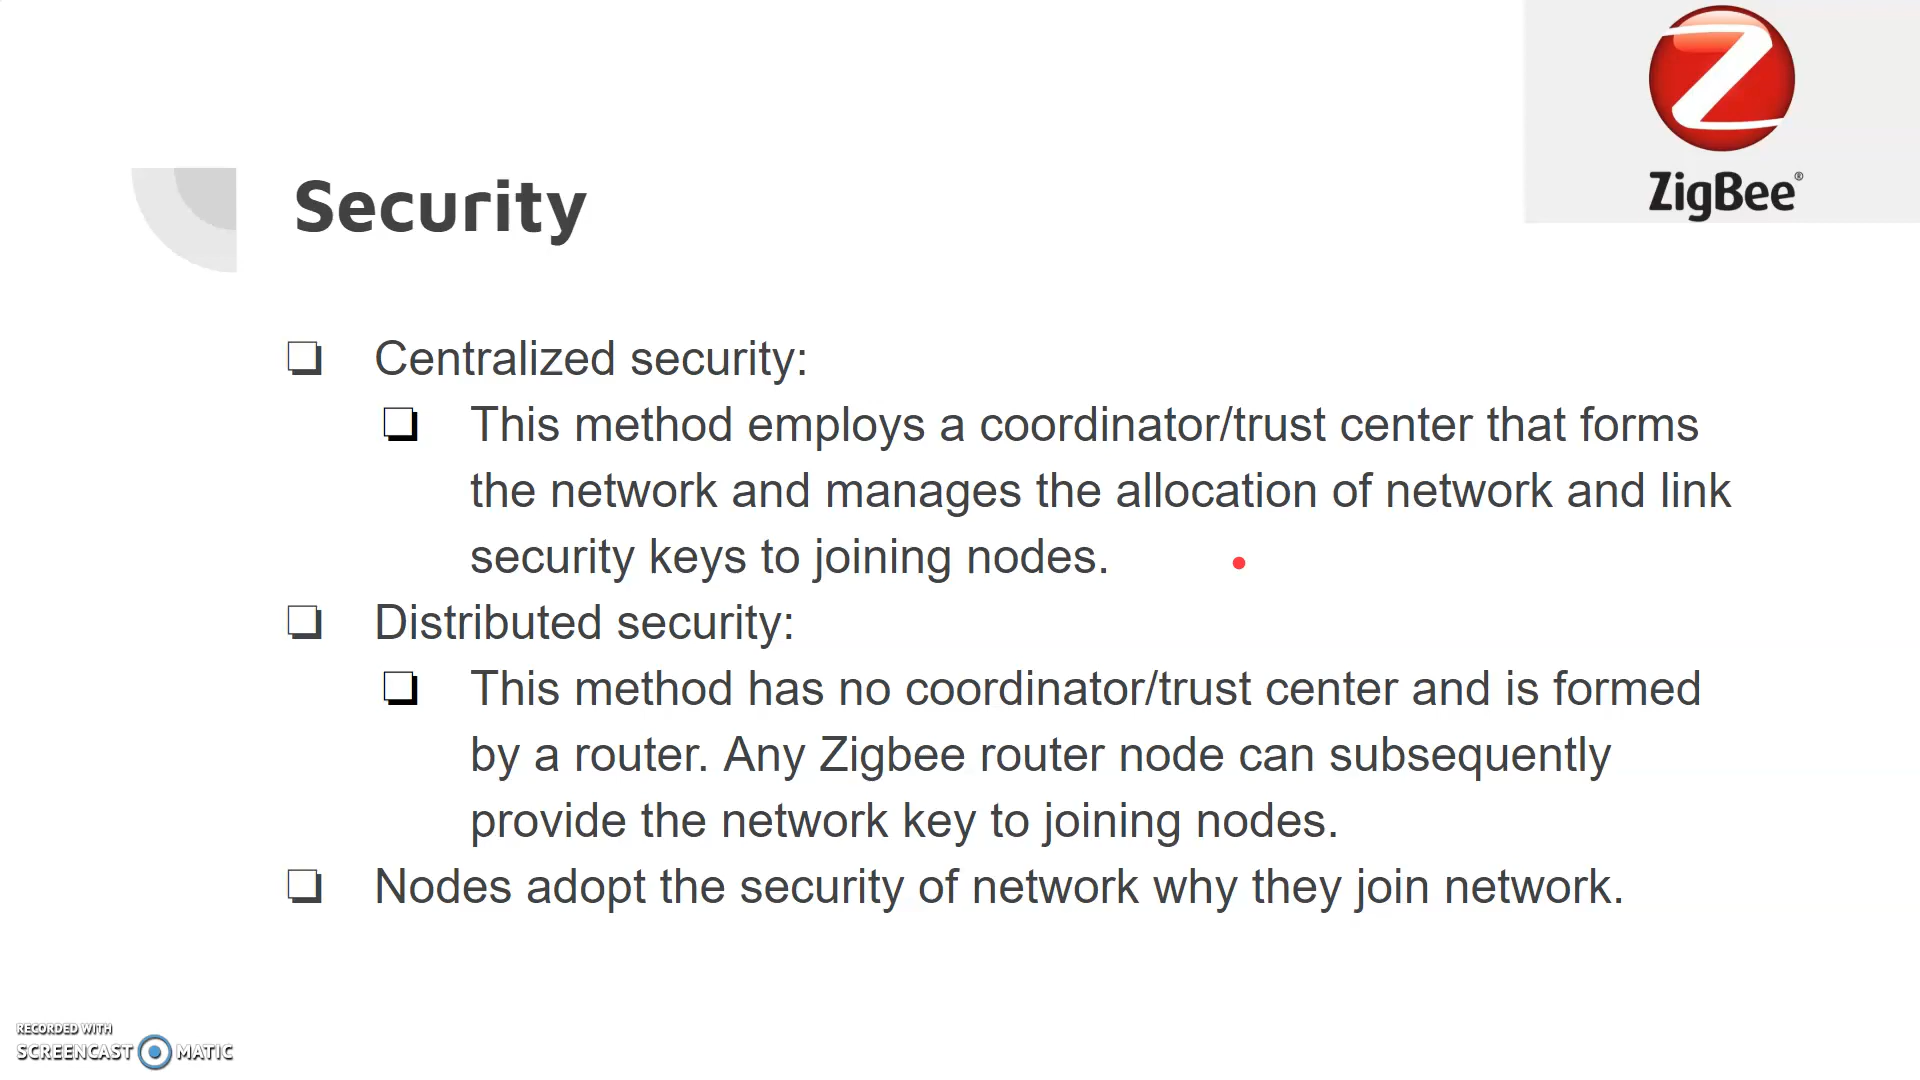 ZigBee®
Security
Centralized security:
This method employs a coordinator/trust center that forms
the network and manages the allocation of network and link
security keys to joining nodes.
Distributed security:
This method has no coordinator/trust center and is formed
by a router. Any Zigbee router node can subsequently
provide the network key to joining nodes.
Nodes adopt the security of network why they join network.
RECORDED WITH
SCREENCAST MATIC